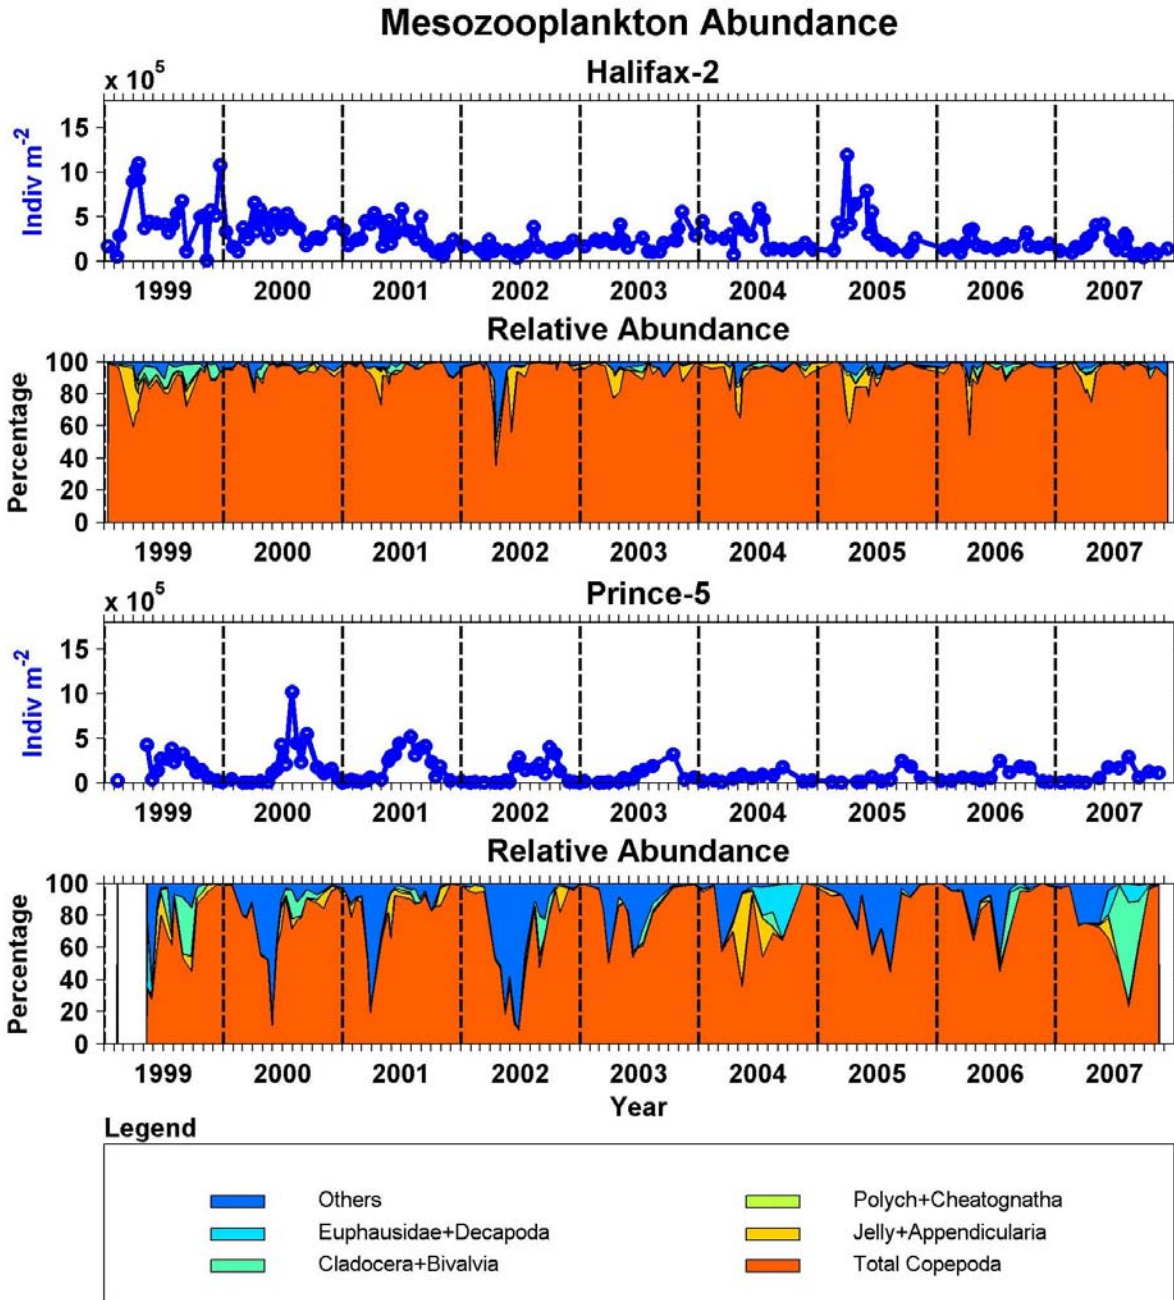 Mesozooplankton Abundance
Halifax-2
x 10⁵
Indiv m⁻²
15
10
5
0
1999 2000 2001 2002 2003 2004 2005 2006 2007
Relative Abundance
Percentage
100
80
60
40
20
0
1999 2000 2001 2002 2003 2004 2005 2006 2007
Prince-5
x 10⁵
Indiv m⁻²
15
10
5
0
1999 2000 2001 2002 2003 2004 2005 2006 2007
Relative Abundance
Percentage
100
80
60
40
20
0
1999 2000 2001 2002 2003 2004 2005 2006 2007
Year
Legend
Others
Euphausidae+Decapoda
Cladocera+Bivalvia
Polych+Cheatognatha
Jelly+Appendicularia
Total Copepoda